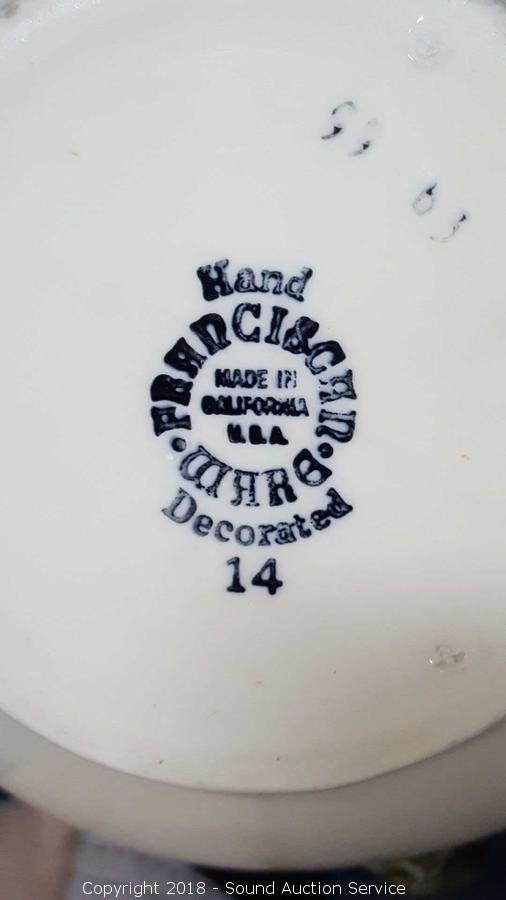 Hand
FRANCISCAN
MADE IN
CALIFORNIA
U.S.A.
WARE
Decorated
14
Copyright 2018 - Sound Auction Service